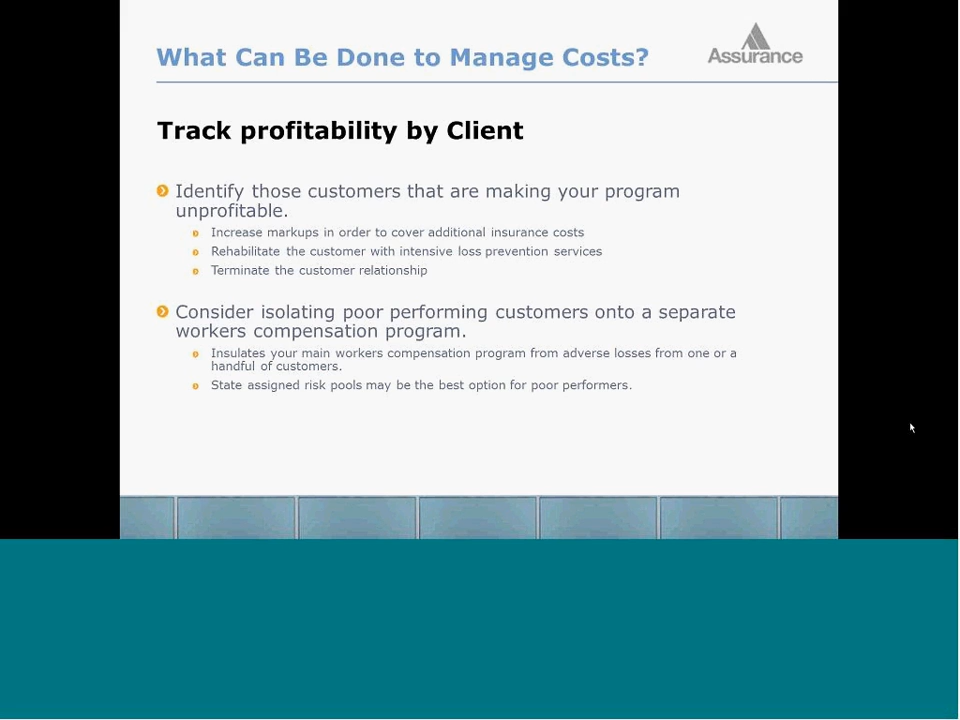 What Can Be Done to Manage Costs?
Assurance
Track profitability by Client
Identify those customers that are making your program
unprofitable.
Increase markups in order to cover additional insurance costs
Rehabilitate the customer with intensive loss prevention services
Terminate the customer relationship
Consider isolating poor performing customers onto a separate
workers compensation program.
Insulates your main workers compensation program from adverse losses from one or a
handful of customers.
State assigned risk pools may be the best option for poor performers.